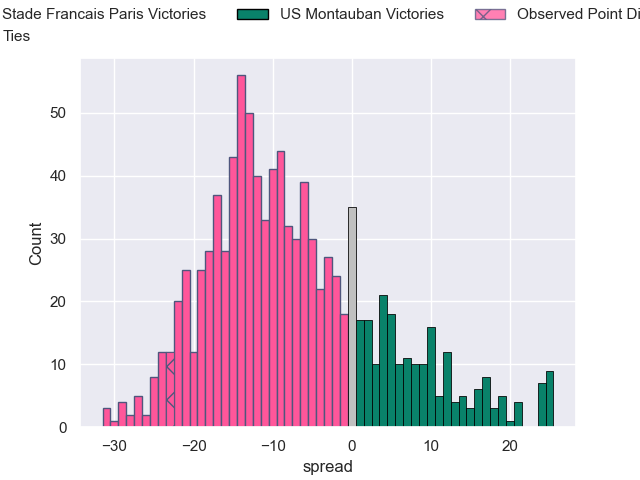 Stade Francais Paris Victories US Montauban Victories Observed Point Di
Ties
50
40
30
20
10
0
Count
−30 −20 −10 0 10 20
spread